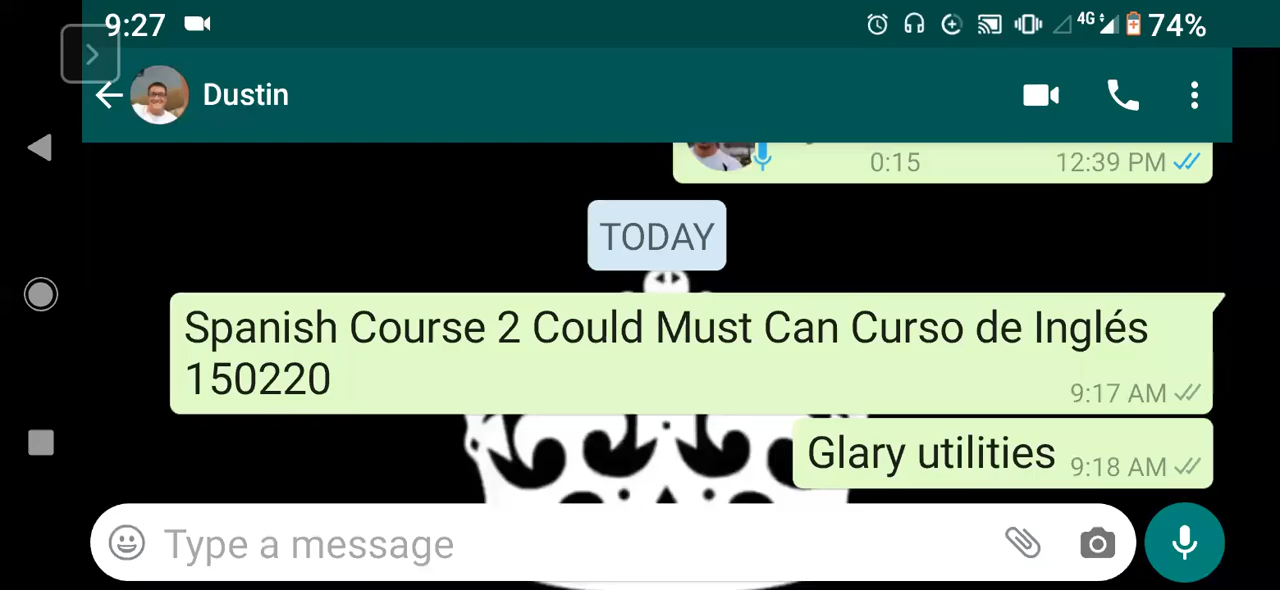 9:27 4G 74%
Dustin
0:15 12:39 PM
TODAY
Spanish Course 2 Could Must Can Curso de Inglés
150220
9:17 AM
Glary utilities 9:18 AM
Type a message